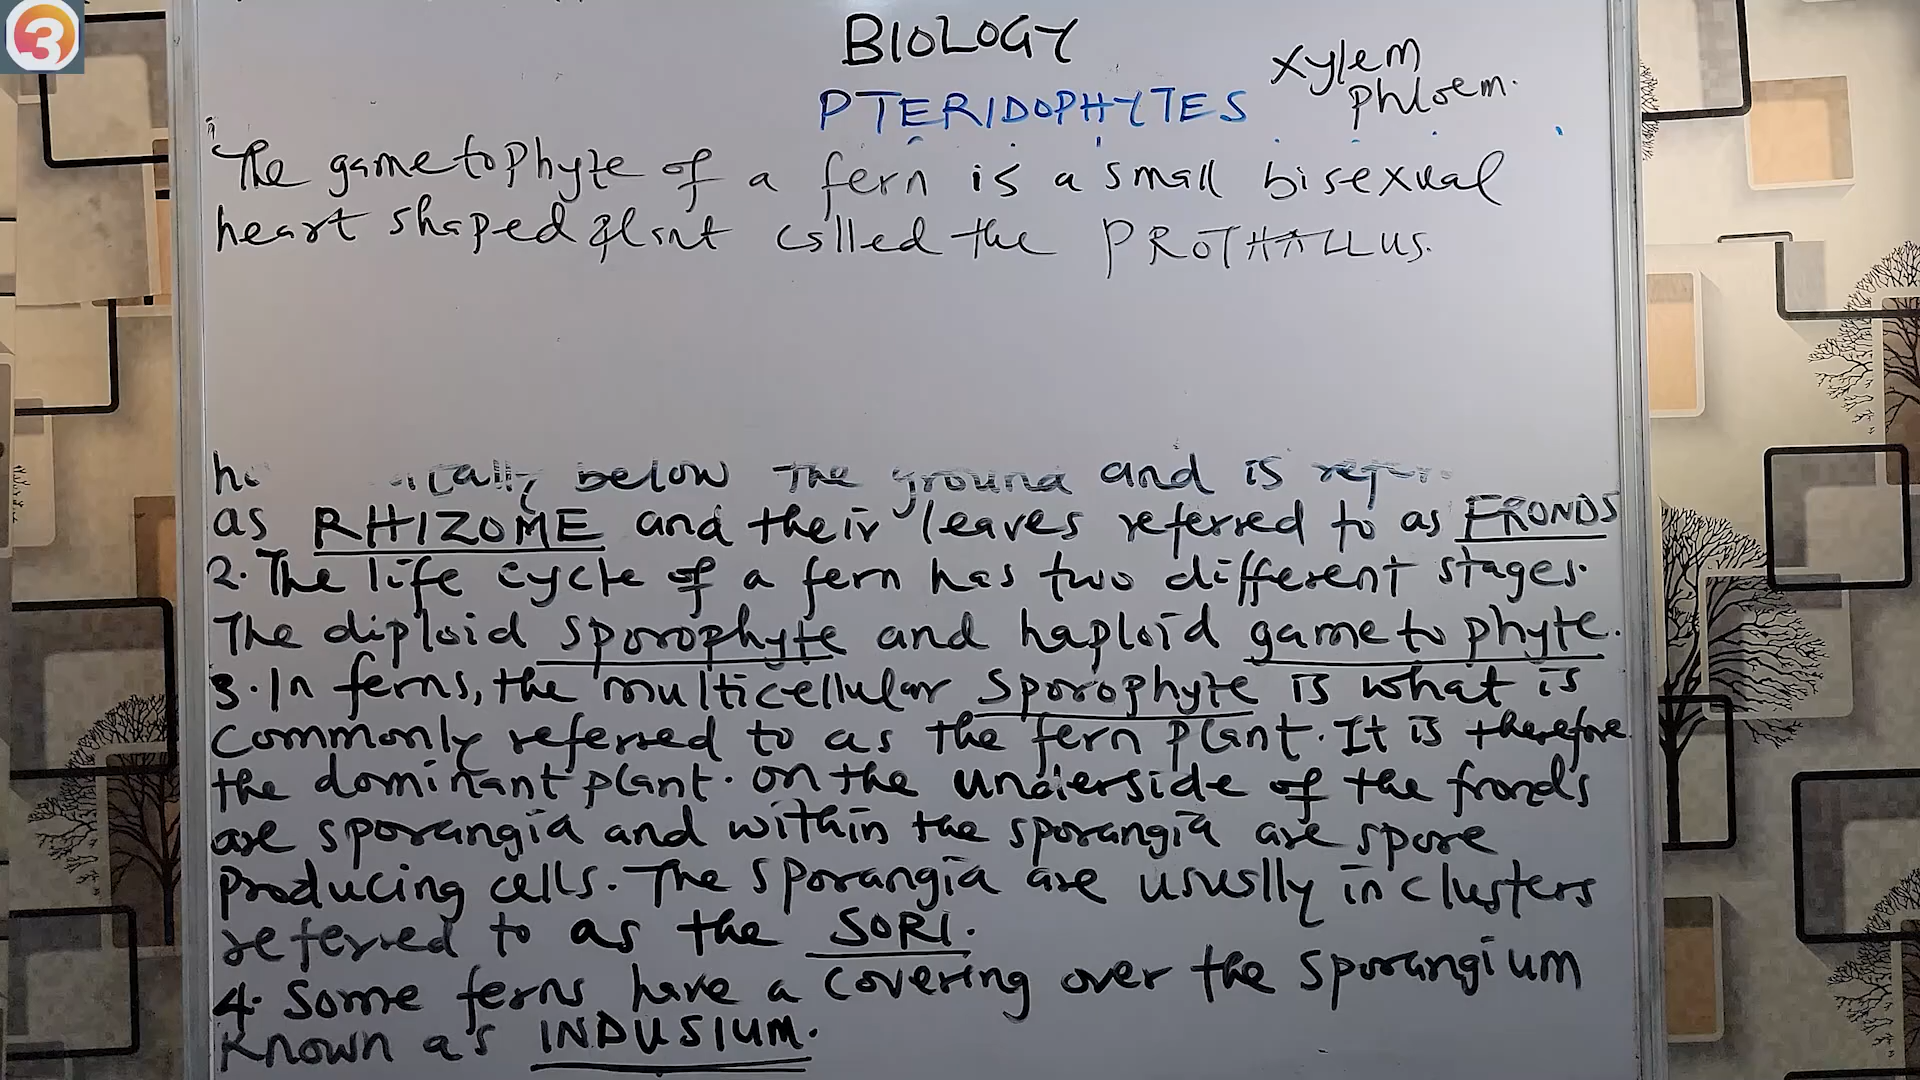 3
BIOLOGY
xylem
phloem.
PTERIDOPHYTES
The gametophyte of a fern is a small bisexual
heart shaped plant called the PROTHALLUS.
below the ground and is
as RHIZOME and their leaves referred to as FRONDS
2. The life cycle of a fern has two different stages.
The diploid sporophyte and haploid gametophyte.
3. In ferns, the multicellular sporophyte is what is
commonly referred to as the fern plant. It is therefore
the dominant plant. on the underside of the fronds
are sporangia and within the sporangia are spore
producing cells. The sporangia are usually in clusters
referred to as the SORI.
4. Some ferns have a covering over the sporangium
known as INDUSIUM.